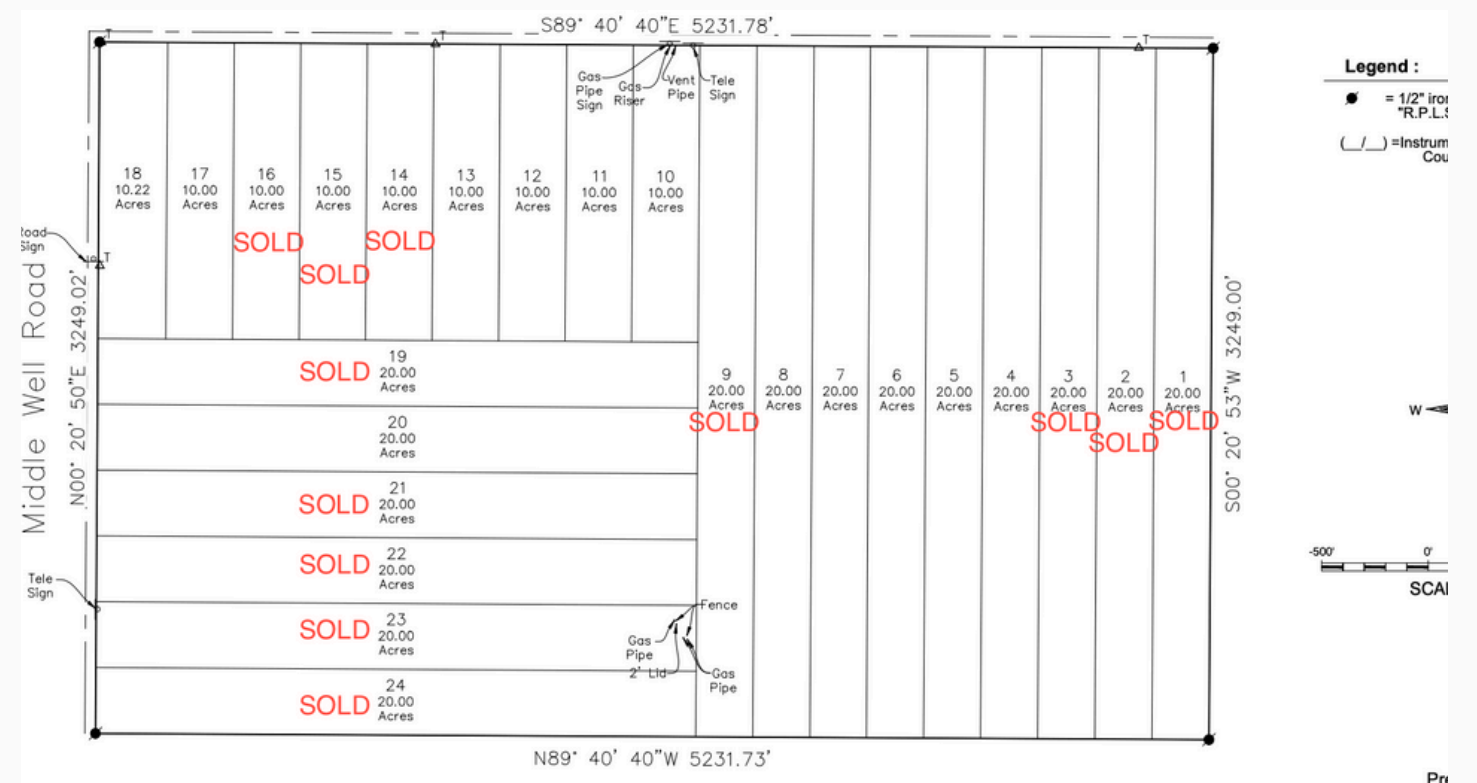 S89° 40' 40"E 5231.78'
T
T
T
Gas
Pipe
Sign
Gas
Riser
Vent
Pipe
Tele
Sign
Legend :
= 1/2" iror
"R.P.L.S
(__/__) =Instrum
Cou
18
10.22
Acres
17
10.00
Acres
16
10.00
Acres
SOLD
15
10.00
Acres
SOLD
14
10.00
Acres
SOLD
13
10.00
Acres
12
10.00
Acres
11
10.00
Acres
10
10.00
Acres
Sign
T
Middle Well Road
N00° 20' 50"E 3249.02'
SOLD
19
20.00
Acres
20
20.00
Acres
SOLD
21
20.00
Acres
SOLD
22
20.00
Acres
SOLD
23
20.00
Acres
SOLD
24
20.00
Acres
9
20.00
Acres
SOLD
8
20.00
Acres
7
20.00
Acres
6
20.00
Acres
5
20.00
Acres
4
20.00
Acres
3
20.00
Acres
SOLD
2
20.00
Acres
SOLD
1
20.00
Acres
SOLD
S00° 20' 53"W 3249.00'
W
-500'
0'
SCAL
Tele
Sign
Fence
Gas
Pipe
2' Lid
Gas
Pipe
N89° 40' 40"W 5231.73'
Pre